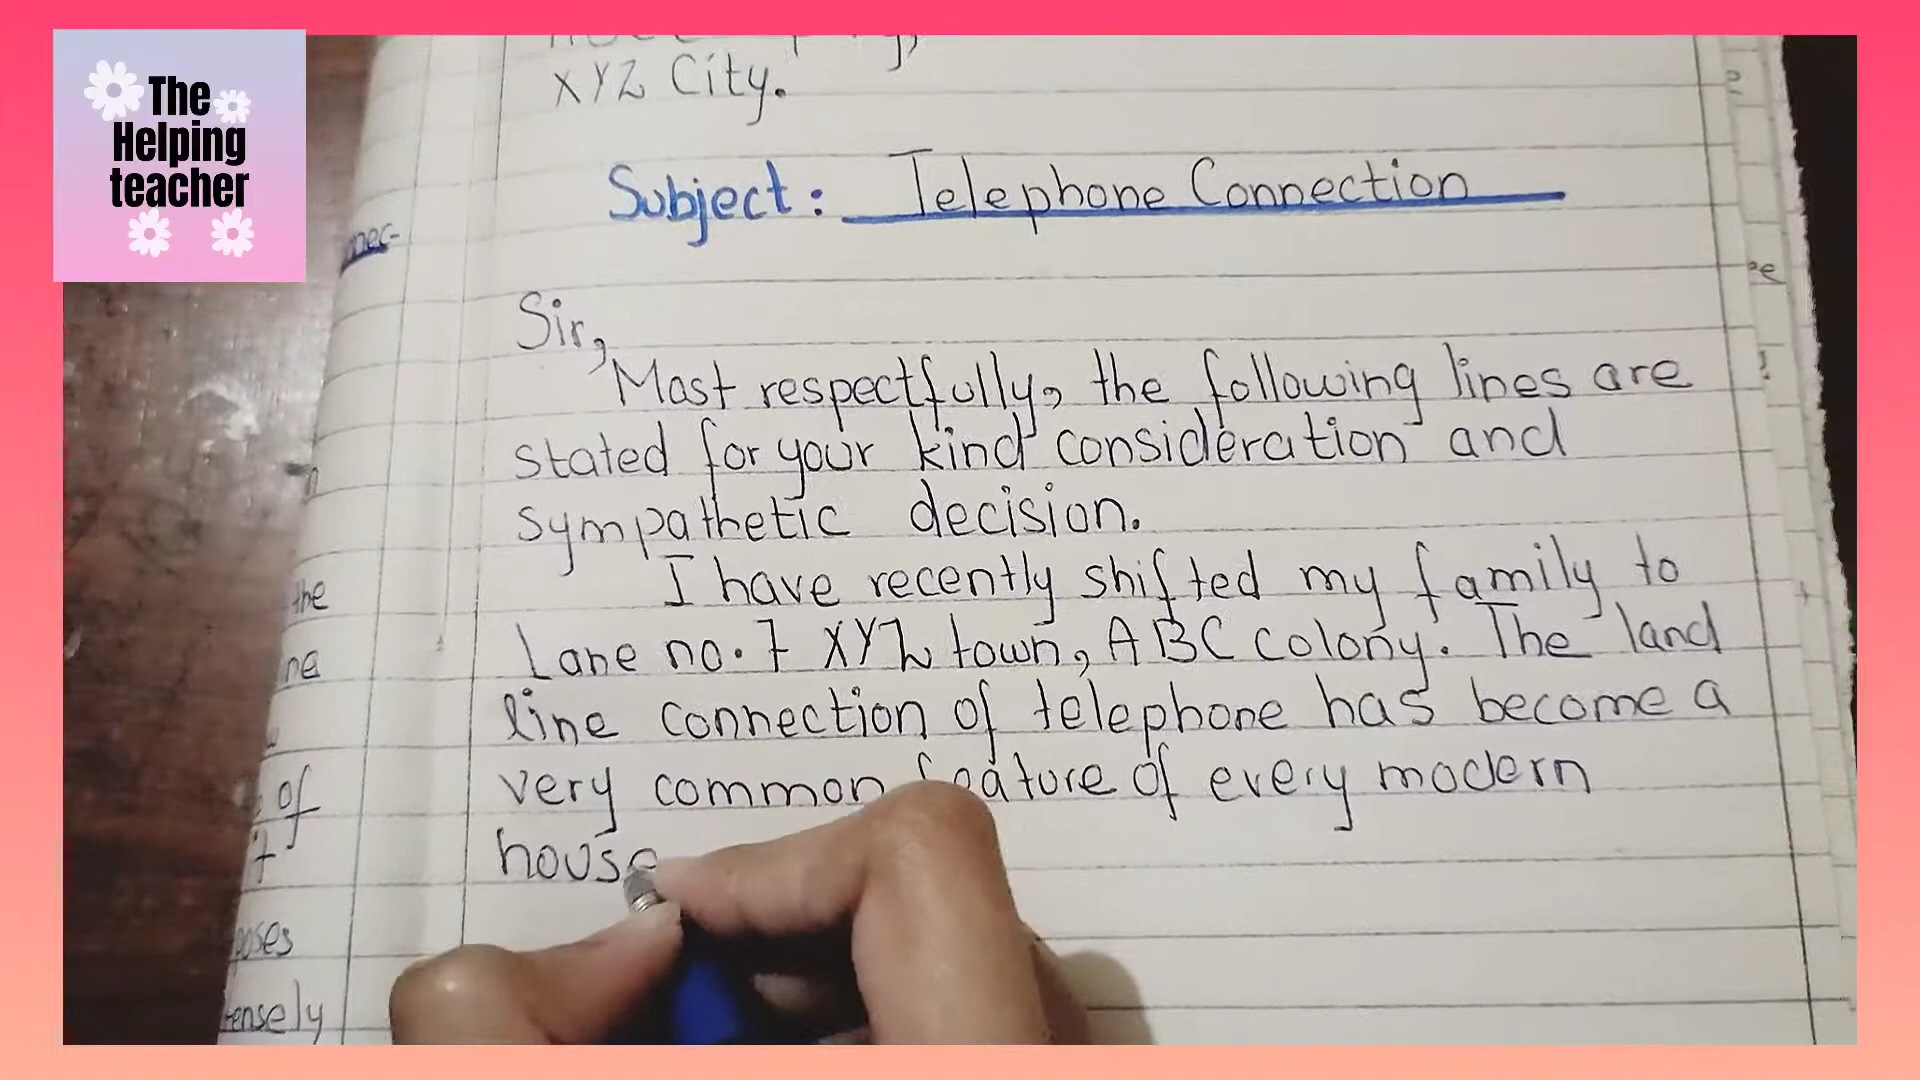 The
Helping
teacher
XYZ City.
Subject: Telephone Connection
Sir,
Most respectfully, the following lines are
stated for your kind consideration and
sympathetic decision.
I have recently shifted my family to
Lane no. 7 XYZ town, ABC colony. The land
line connection of telephone has become a
very common feature of every modern
house
the
of